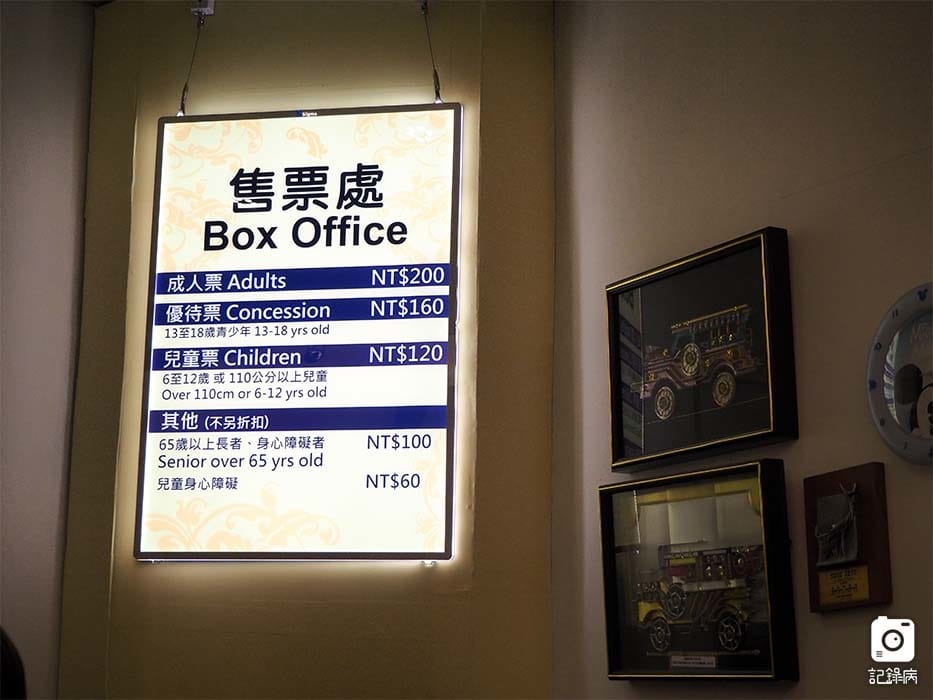 Sigma
售票處
Box Office
成人票 Adults NT$200
優待票 Concession NT$160
13至18歲青少年 13-18 yrs old
兒童票 Children NT$120
6至12歲 或 110公分以上兒童
Over 110cm or 6-12 yrs old
其他 (不另折扣)
65歲以上長者、身心障礙者 NT$100
Senior over 65 yrs old
兒童身心障礙 NT$60
記錄病